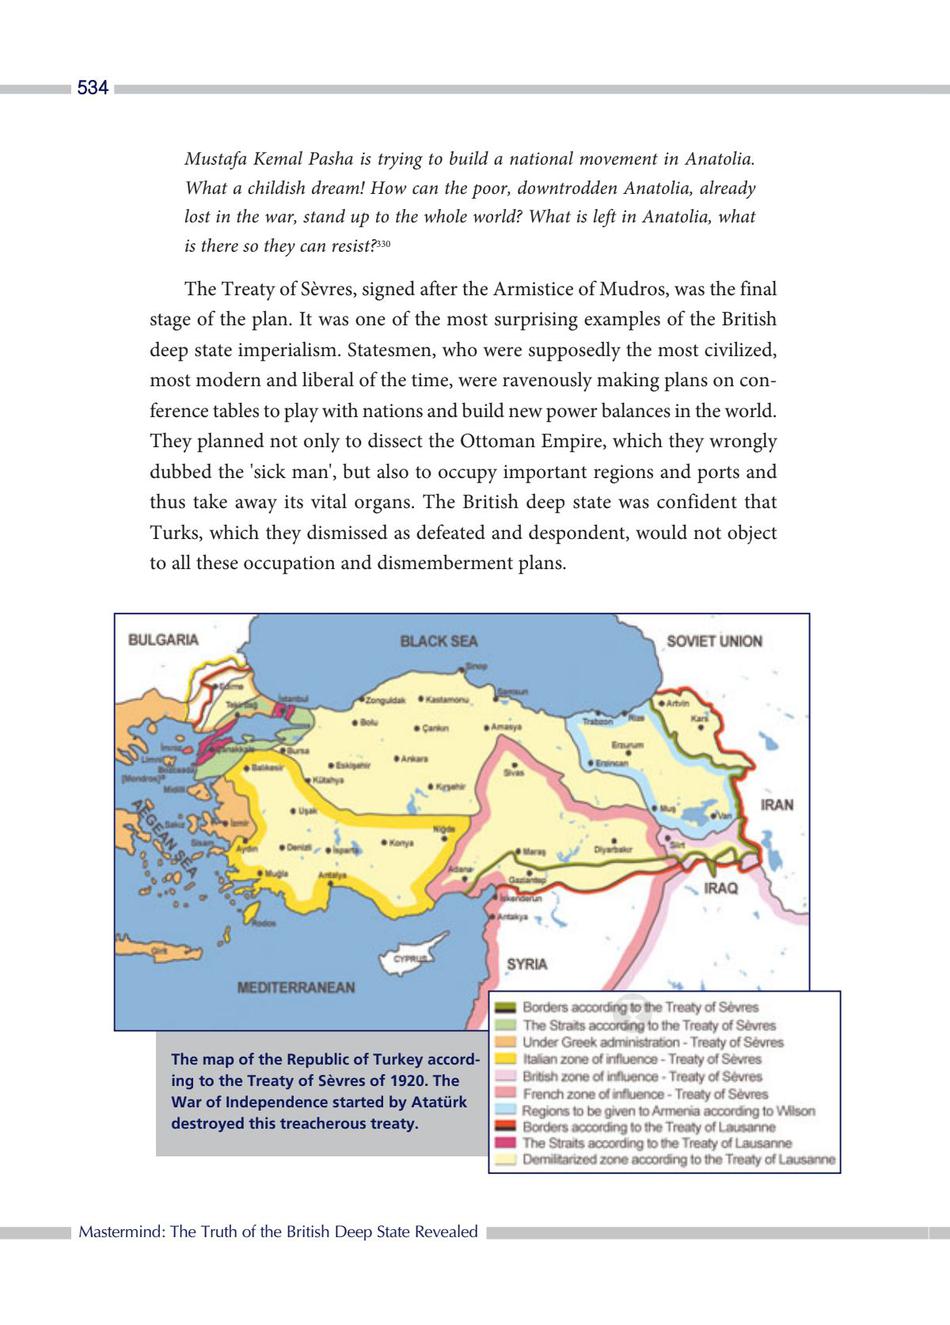 534
Mustafa Kemal Pasha is trying to build a national movement in Anatolia.
What a childish dream! How can the poor, downtrodden Anatolia, already
lost in the war, stand up to the whole world? What is left in Anatolia, what
is there so they can resist?330
The Treaty of Sèvres, signed after the Armistice of Mudros, was the final
stage of the plan. It was one of the most surprising examples of the British
deep state imperialism. Statesmen, who were supposedly the most civilized,
most modern and liberal of the time, were ravenously making plans on con-
ference tables to play with nations and build new power balances in the world.
They planned not only to dissect the Ottoman Empire, which they wrongly
dubbed the 'sick man', but also to occupy important regions and ports and
thus take away its vital organs. The British deep state was confident that
Turks, which they dismissed as defeated and despondent, would not object
to all these occupation and dismemberment plans.
BULGARIA
BLACK SEA
SOVIET UNION
Sinop
Edirne
Samsun
Tekirdağ
İstanbul
Zonguldak
Kastamonu
Artvin
Trabzon
Rize
Kars
Bolu
Çankırı
Amasya
İmroz
Çanakkale
Bursa
Erzurum
Limni
Bozcaada
[Mondros]
Balıkesir
Eskişehir
Ankara
Sivas
Erzincan
Kütahya
Midilli
Kırşehir
IRAN
AEGEAN SEA
Uşak
Muş
Van
Sakız
İzmir
Niğde
Sisam
Aydın
Denizli
Isparta
Konya
Maraş
Diyarbakır
Siirt
Muğla
Antalya
Adana
Gaziantep
IRAQ
İskenderun
Rodos
Antakya
Girit
CYPRUS
SYRIA
MEDITERRANEAN
Borders according to the Treaty of Sèvres
The Straits according to the Treaty of Sèvres
Under Greek administration - Treaty of Sèvres
Italian zone of influence - Treaty of Sèvres
British zone of influence - Treaty of Sèvres
French zone of influence - Treaty of Sèvres
Regions to be given to Armenia according to Wilson
Borders according to the Treaty of Lausanne
The Straits according to the Treaty of Lausanne
Demilitarized zone according to the Treaty of Lausanne
The map of the Republic of Turkey accord-
ing to the Treaty of Sèvres of 1920. The
War of Independence started by Atatürk
destroyed this treacherous treaty.
Mastermind: The Truth of the British Deep State Revealed